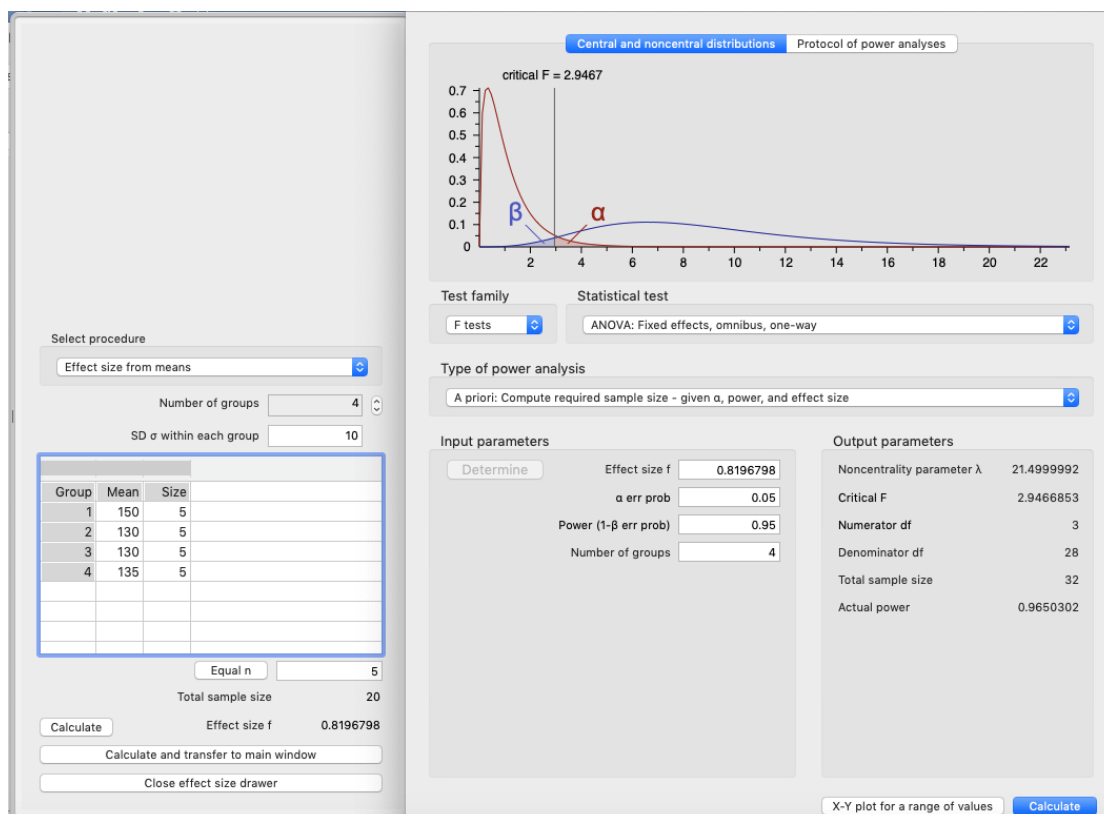 Central and noncentral distributions Protocol of power analyses
critical F = 2.9467
0.7
0.6
0.5
0.4
0.3
0.2
0.1
0
β α
2 4 6 8 10 12 14 16 18 20 22
Test family Statistical test
F tests ANOVA: Fixed effects, omnibus, one-way
Type of power analysis
A priori: Compute required sample size - given α, power, and effect size
Input parameters
Determine Effect size f 0.8196798
α err prob 0.05
Power (1-β err prob) 0.95
Number of groups 4
Output parameters
Noncentrality parameter λ 21.4999992
Critical F 2.9466853
Numerator df 3
Denominator df 28
Total sample size 32
Actual power 0.9650302
X-Y plot for a range of values Calculate
Select procedure
Effect size from means
Number of groups 4
SD σ within each group 10
Group Mean Size
1 150 5
2 130 5
3 130 5
4 135 5
Equal n 5
Total sample size 20
Calculate Effect size f 0.8196798
Calculate and transfer to main window
Close effect size drawer